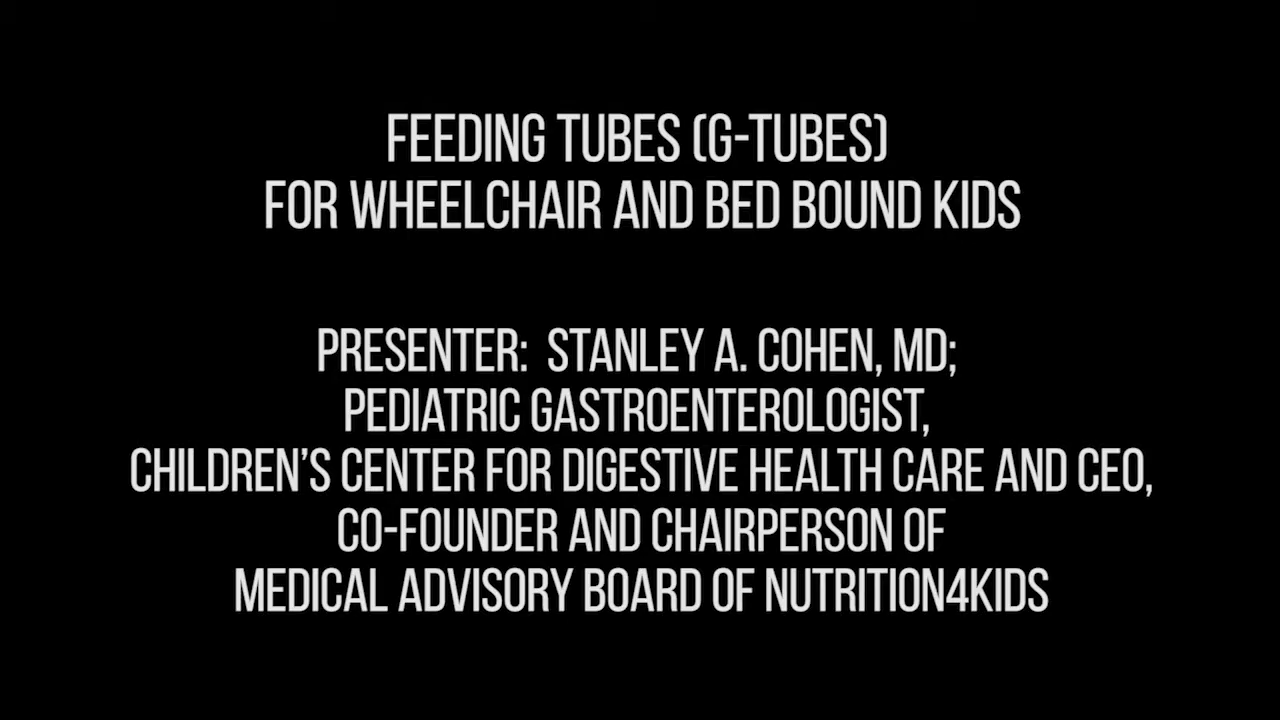 FEEDING TUBES (G-TUBES)
FOR WHEELCHAIR AND BED BOUND KIDS
PRESENTER: STANLEY A. COHEN, MD;
PEDIATRIC GASTROENTEROLOGIST,
CHILDREN'S CENTER FOR DIGESTIVE HEALTH CARE AND CEO,
CO-FOUNDER AND CHAIRPERSON OF
MEDICAL ADVISORY BOARD OF NUTRITION4KIDS